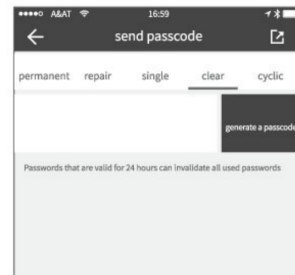 A&AT 16:59
send passcode
permanent repair single clear cyclic
generate a passcode
Passwords that are valid for 24 hours can invalidate all used passwords